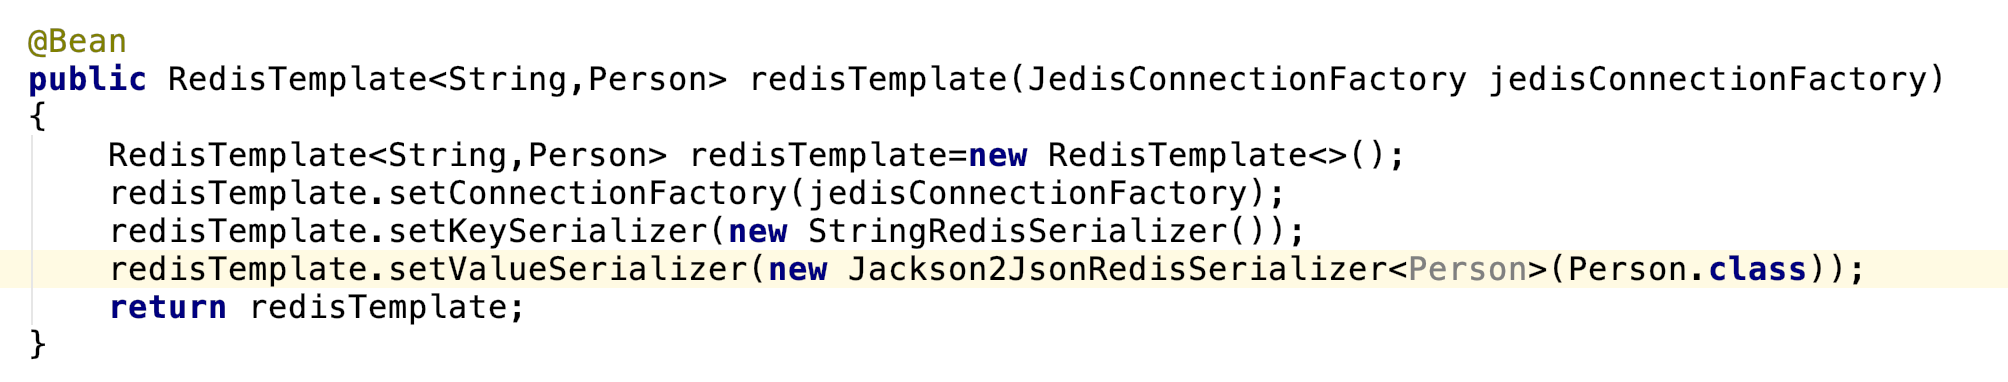 @Bean
public RedisTemplate<String,Person> redisTemplate(JedisConnectionFactory jedisConnectionFactory)
{
    RedisTemplate<String,Person> redisTemplate=new RedisTemplate<>();
    redisTemplate.setConnectionFactory(jedisConnectionFactory);
    redisTemplate.setKeySerializer(new StringRedisSerializer());
    redisTemplate.setValueSerializer(new Jackson2JsonRedisSerializer<Person>(Person.class));
    return redisTemplate;
}